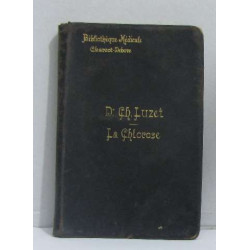 Bibliothèque Médicale
Charcot-Debove
Dr Ch. Luzet
La Chlorose